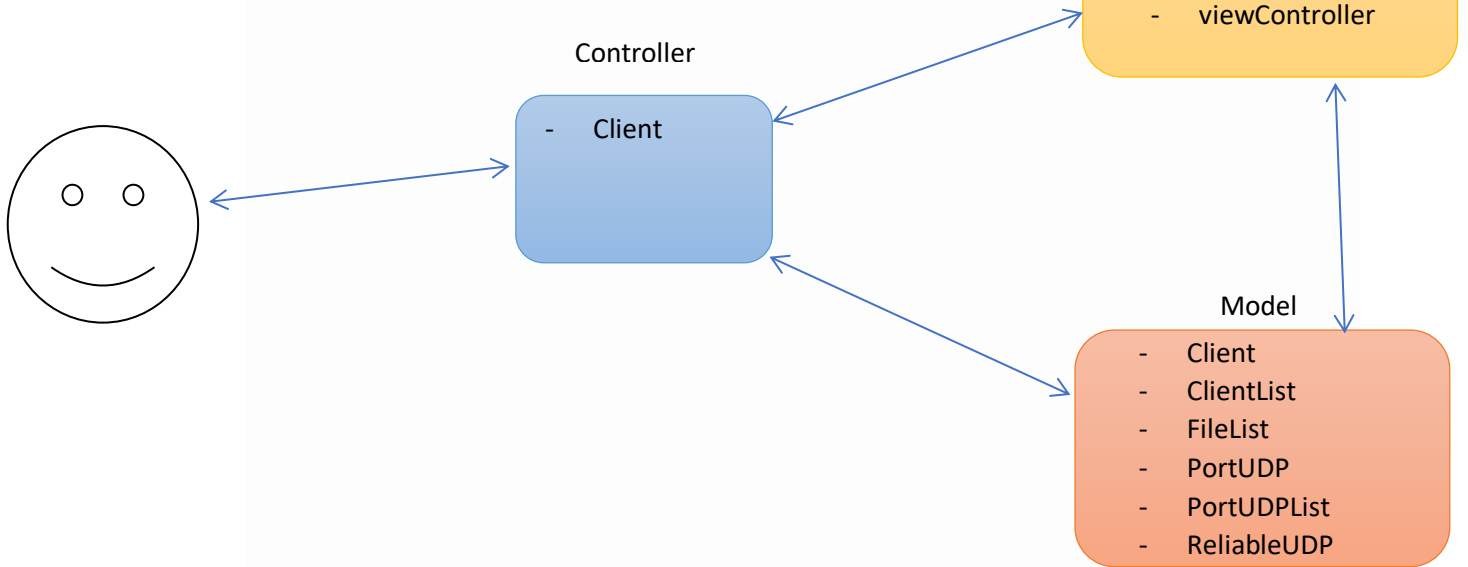 - viewController
Controller
- Client
Model
- Client
- ClientList
- FileList
- PortUDP
- PortUDPList
- ReliableUDP